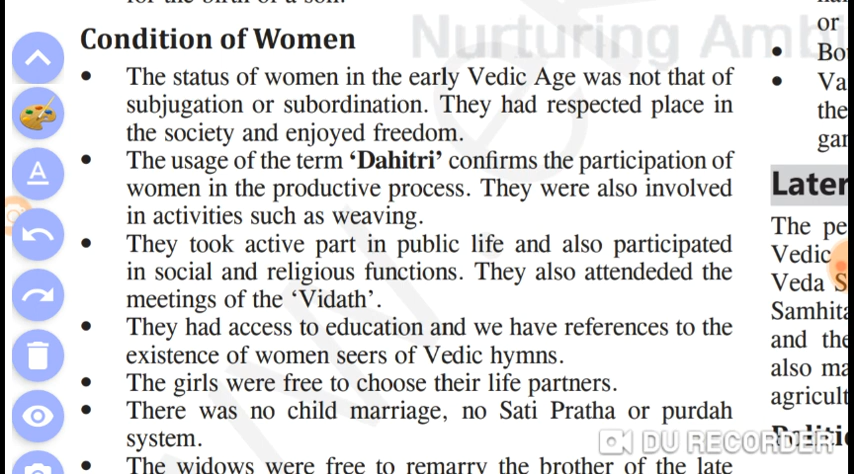 Condition of Women
• The status of women in the early Vedic Age was not that of
subjugation or subordination. They had respected place in
the society and enjoyed freedom.
• The usage of the term ‘Dahitri’ confirms the participation of
women in the productive process. They were also involved
in activities such as weaving.
• They took active part in public life and also participated
in social and religious functions. They also attendeded the
meetings of the ‘Vidath’.
• They had access to education and we have references to the
existence of women seers of Vedic hymns.
• The girls were free to choose their life partners.
• There was no child marriage, no Sati Pratha or purdah
system.
• The widows were free to remarry the brother of the late
Nurturing Ambi
or
• Bo
• Va
the
gar
Later
The pe
Vedic
Veda S
Samhita
and the
also ma
agricult
Politi
A
DU RECORDER